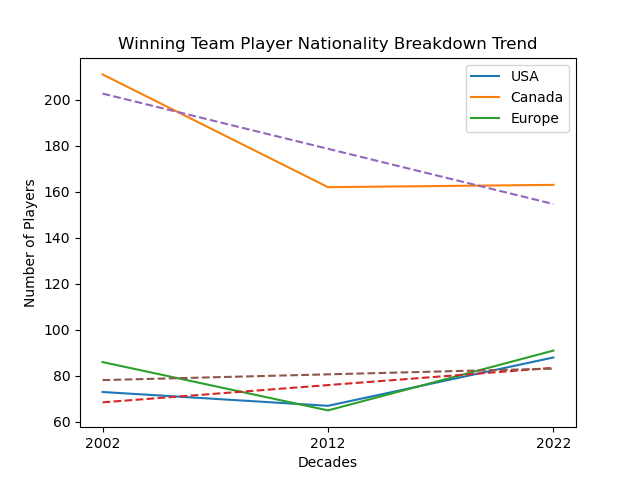 Winning Team Player Nationality Breakdown Trend
USA
Canada
Europe
Number of Players
200
180
160
140
120
100
80
60
2002
2012
2022
Decades